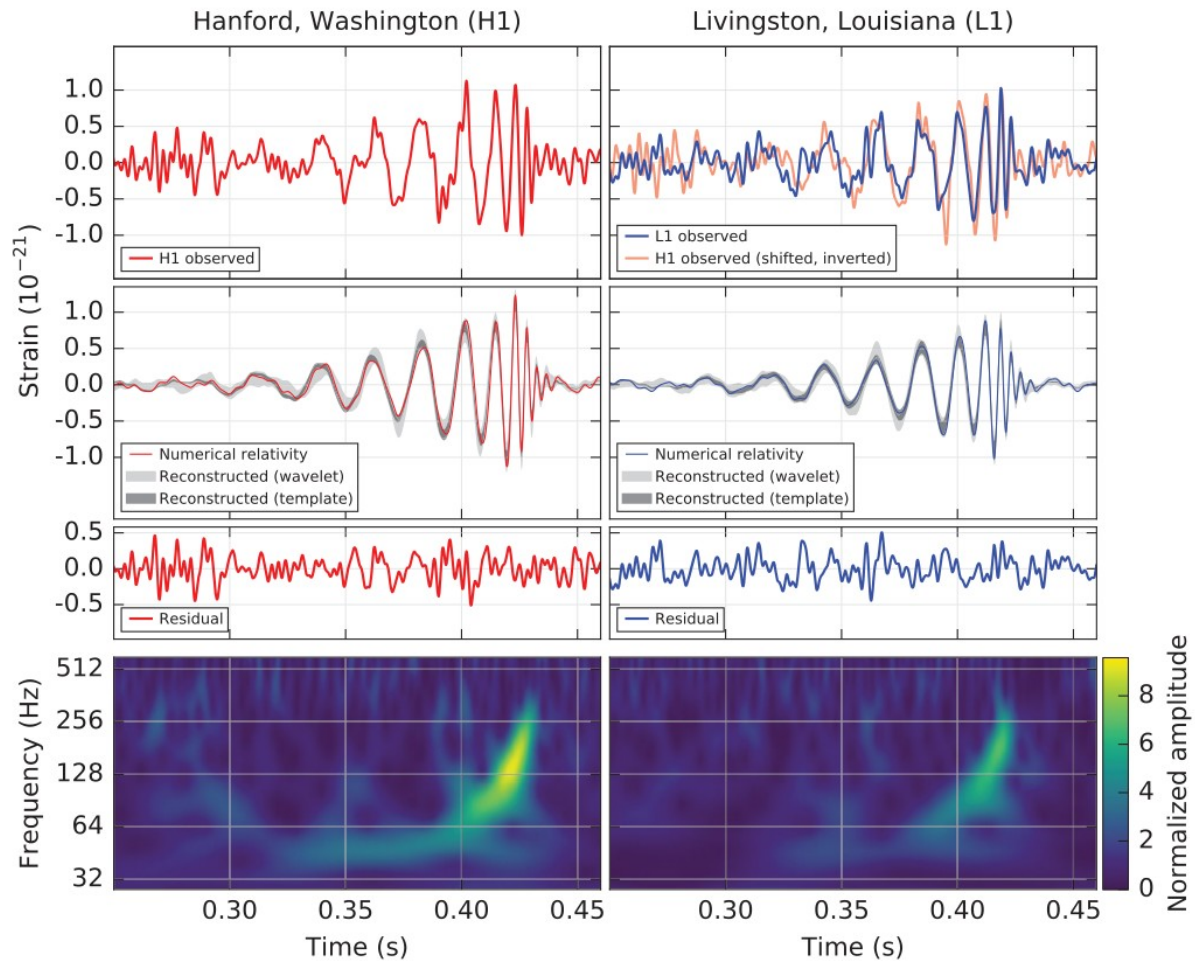 Hanford, Washington (H1)
Livingston, Louisiana (L1)
Strain (10⁻²¹)
1.0
0.5
0.0
-0.5
-1.0
H1 observed
L1 observed
H1 observed (shifted, inverted)
1.0
0.5
0.0
-0.5
-1.0
Numerical relativity
Reconstructed (wavelet)
Reconstructed (template)
Numerical relativity
Reconstructed (wavelet)
Reconstructed (template)
0.5
0.0
-0.5
Residual
Residual
Frequency (Hz)
512
256
128
64
32
Normalized amplitude
8
6
4
2
0
0.30 0.35 0.40 0.45
0.30 0.35 0.40 0.45
Time (s)
Time (s)